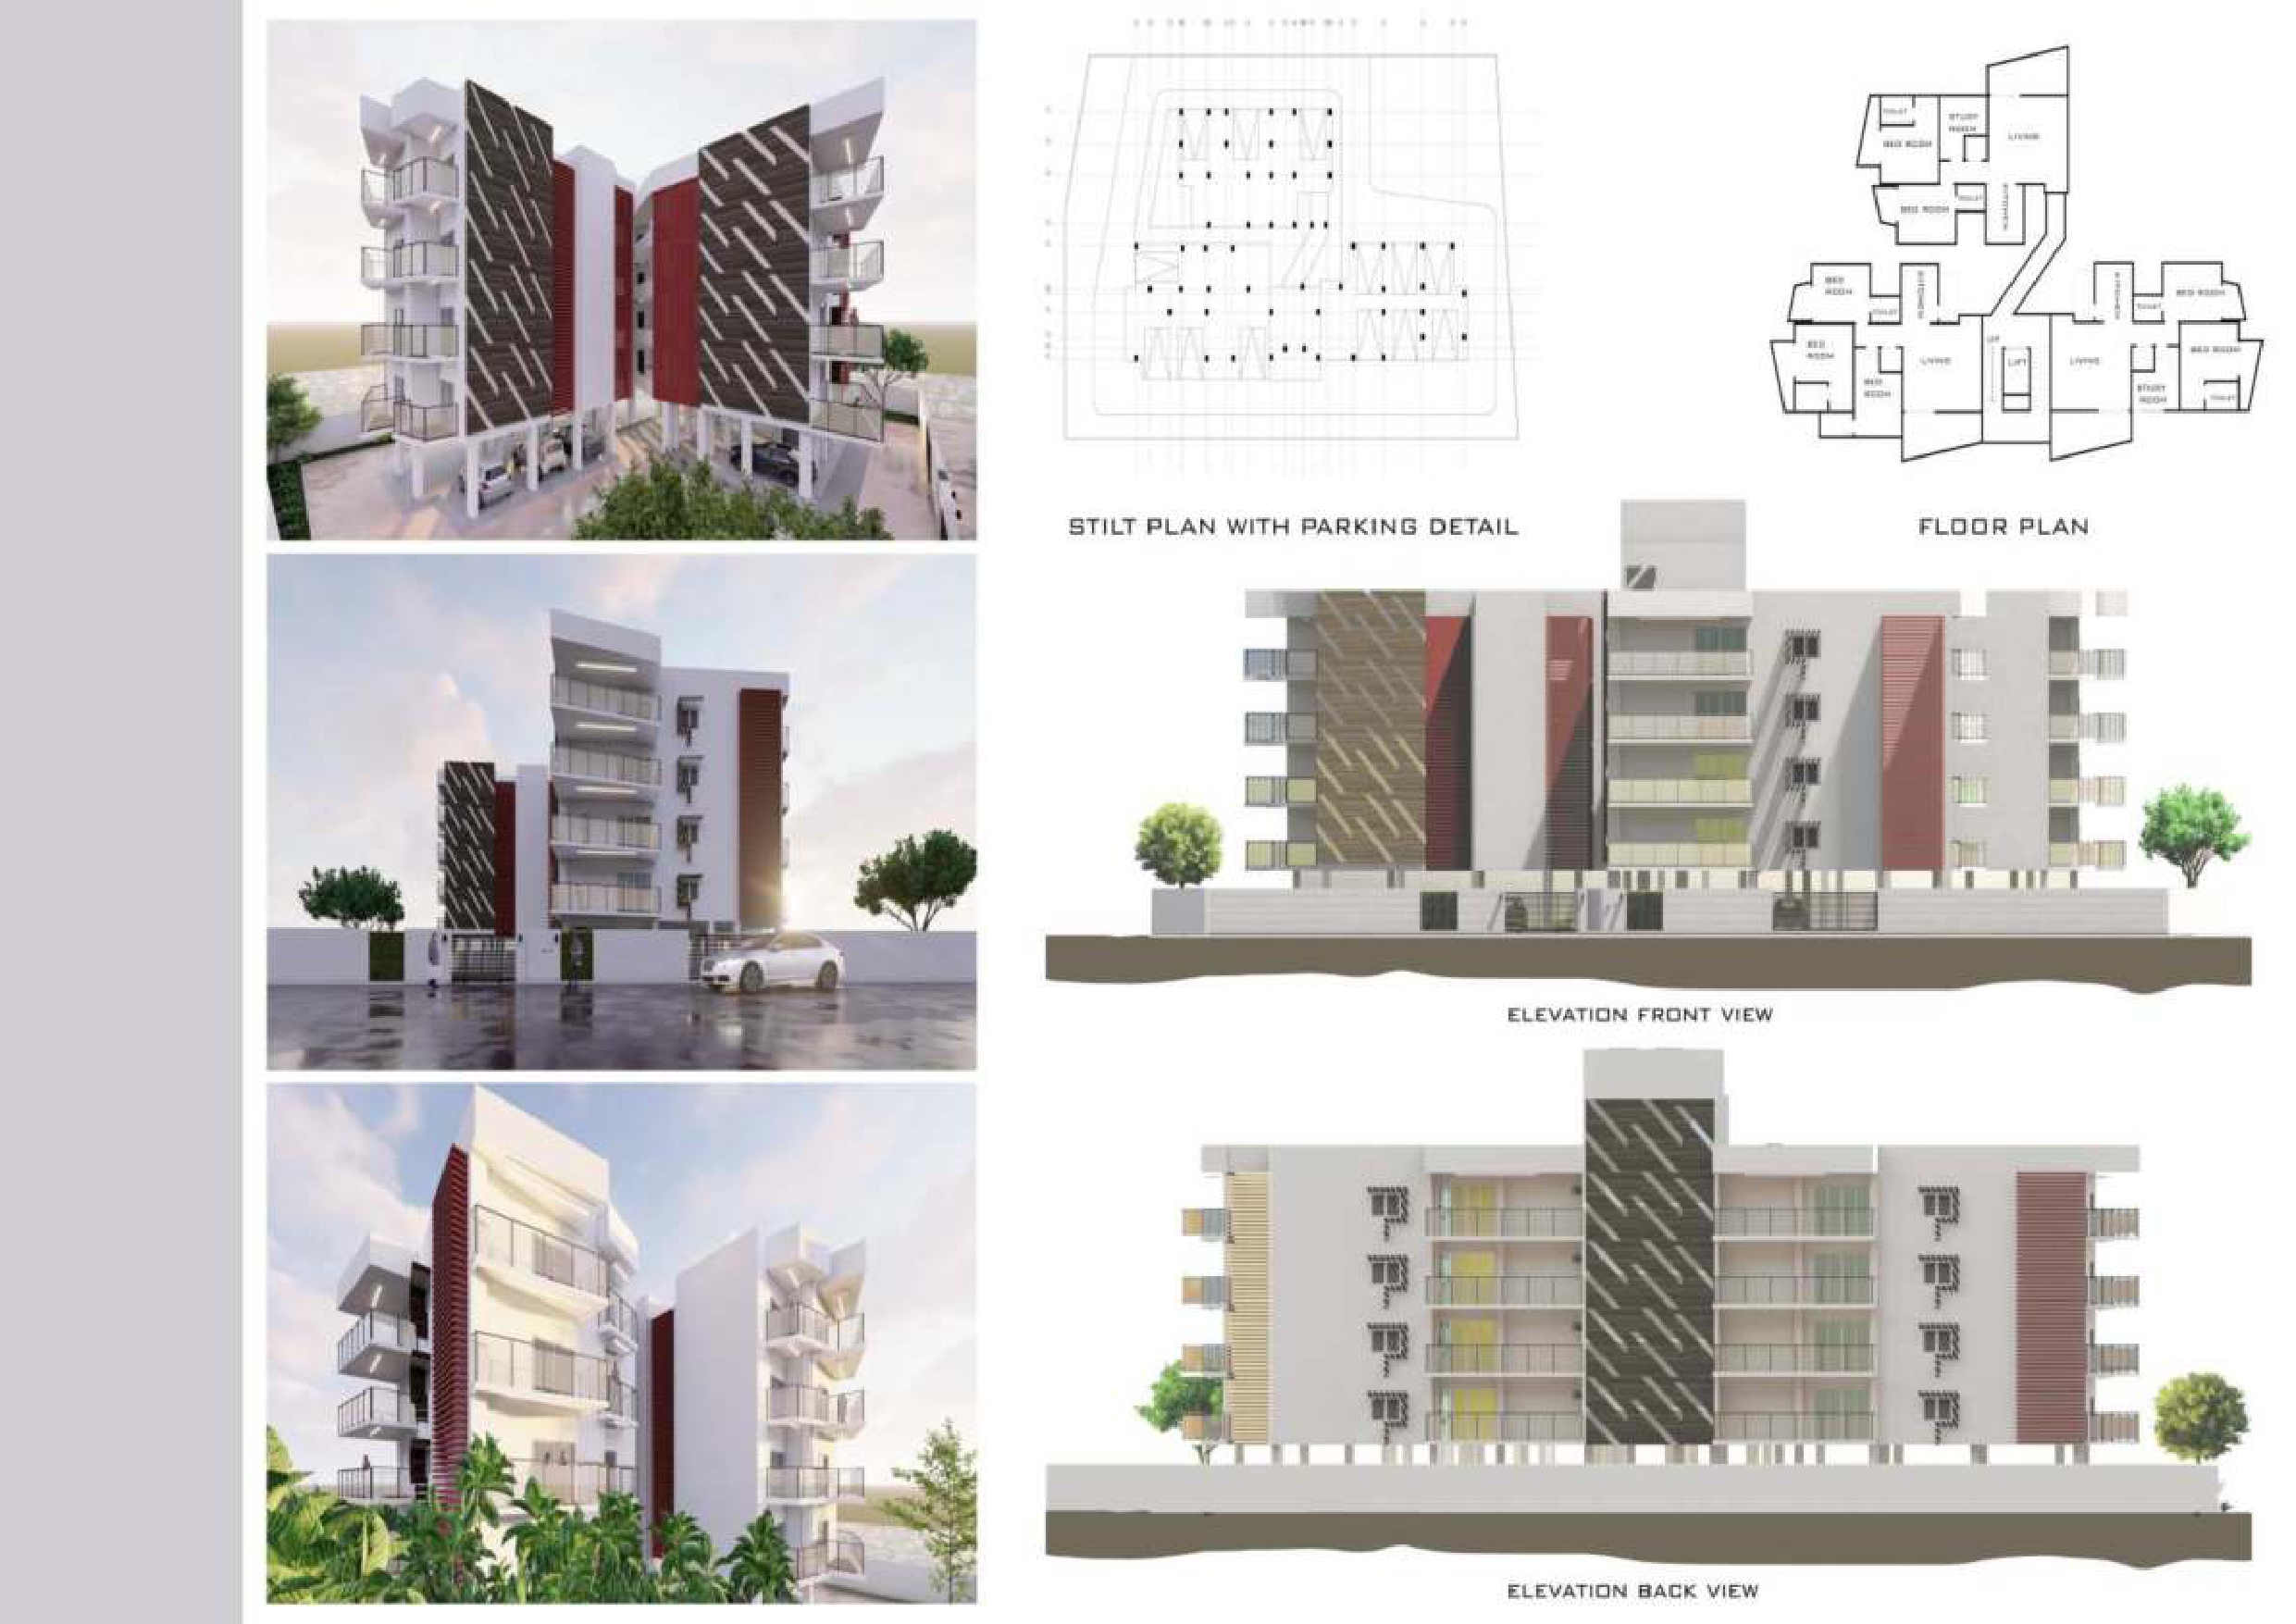 TOILET
STUDY
ROOM
LIVING
BED ROOM
BED ROOM
TOILET
KITCHEN
BED
ROOM
KITCHEN
TOILET
BED
ROOM
LIVING
BED
ROOM
UP
LIFT
LIVING
KITCHEN
TOILET
BED ROOM
BED ROOM
STUDY
ROOM
TOILET
STILT PLAN WITH PARKING DETAIL
FLOOR PLAN
ELEVATION FRONT VIEW
ELEVATION BACK VIEW